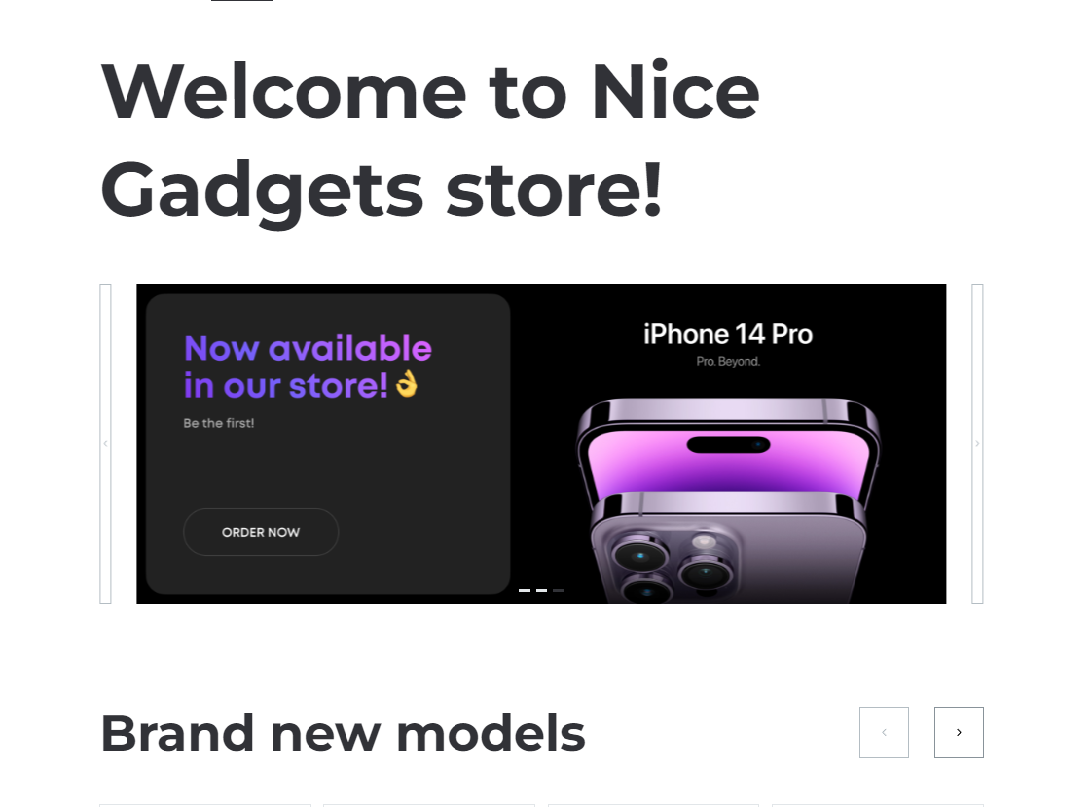 Welcome to Nice
Gadgets store!
Now available
in our store!👌
Be the first!
ORDER NOW
iPhone 14 Pro
Pro. Beyond.
Brand new models